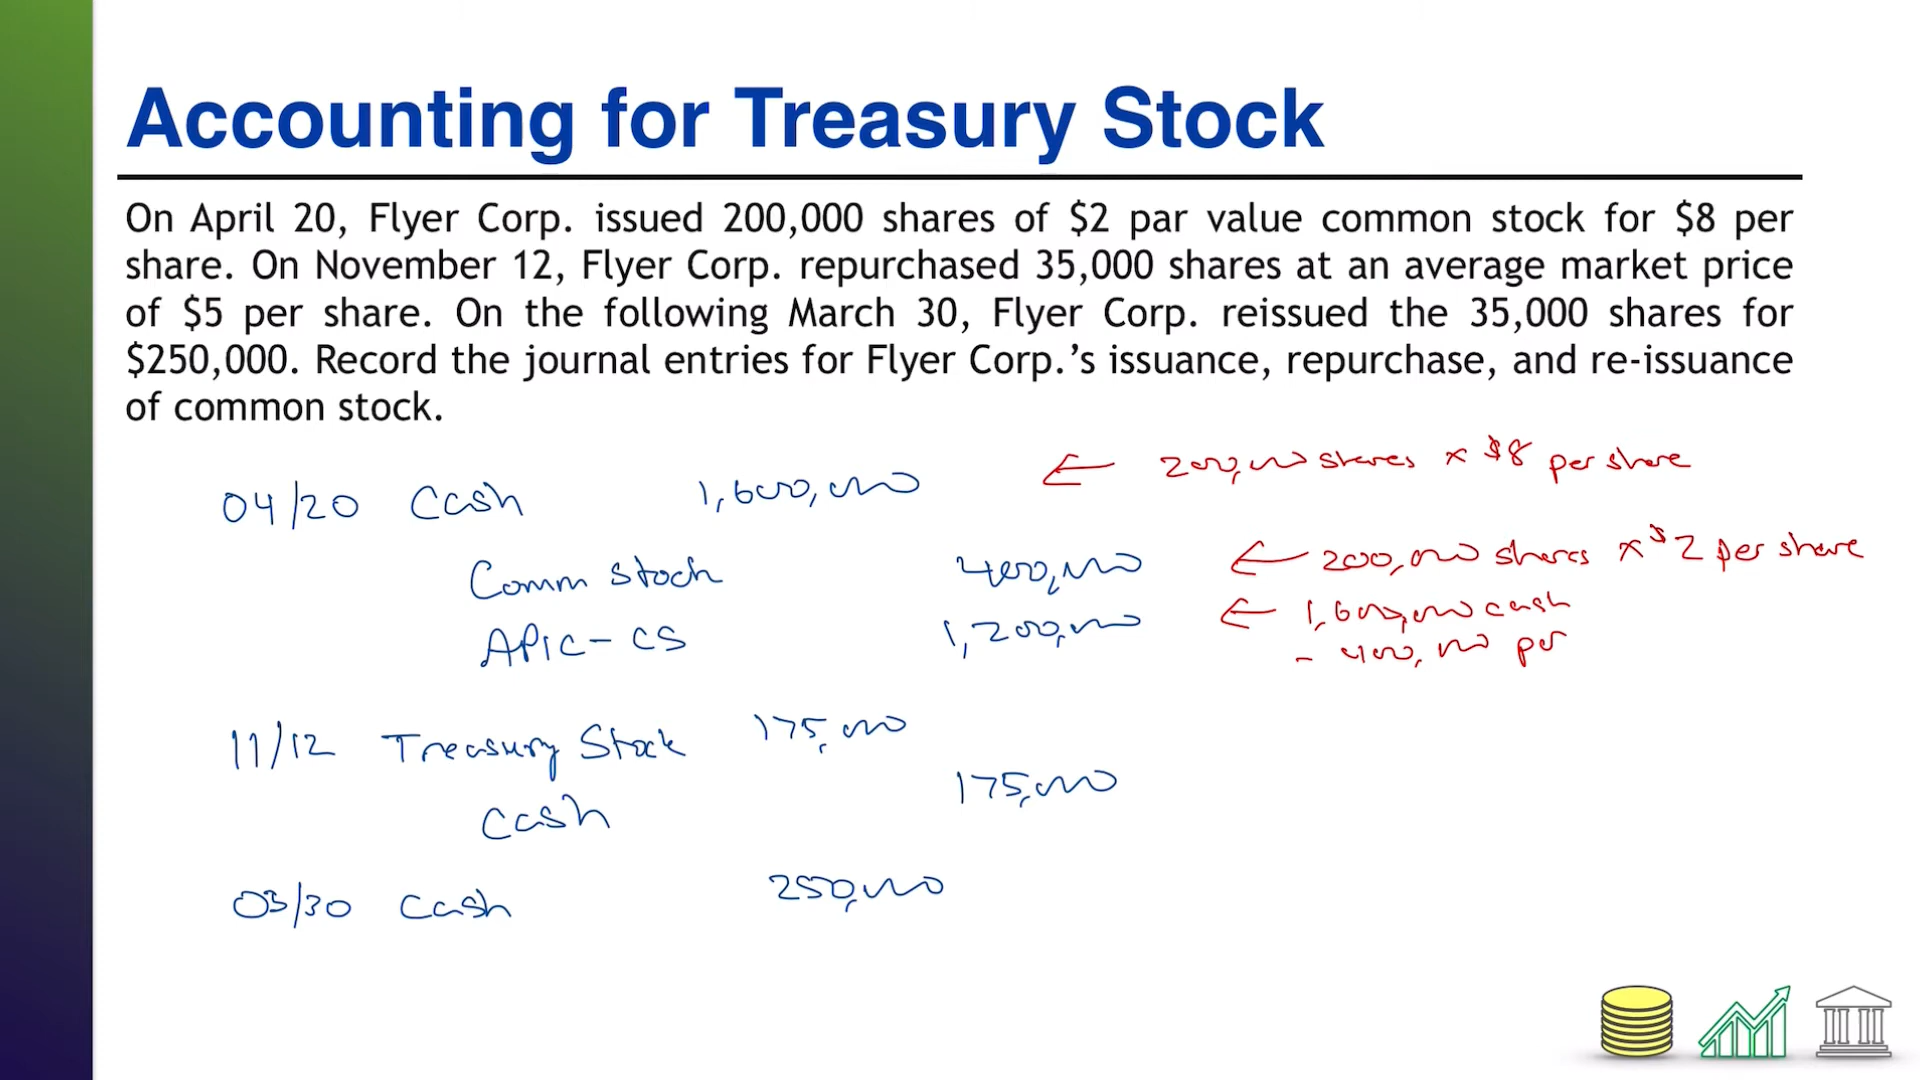 Accounting for Treasury Stock
On April 20, Flyer Corp. issued 200,000 shares of $2 par value common stock for $8 per
share. On November 12, Flyer Corp. repurchased 35,000 shares at an average market price
of $5 per share. On the following March 30, Flyer Corp. reissued the 35,000 shares for
$250,000. Record the journal entries for Flyer Corp.’s issuance, repurchase, and re-issuance
of common stock.
04/20 Cash 1,600,000 ← 200,000 shares x $8 per share
Comm stock 400,000 ← 200,000 shares x $2 per share
APIC-CS 1,200,000 ← 1,600,000 cash
- 400,000 par
11/12 Treasury Stock 175,000
Cash 175,000
03/30 Cash 250,000